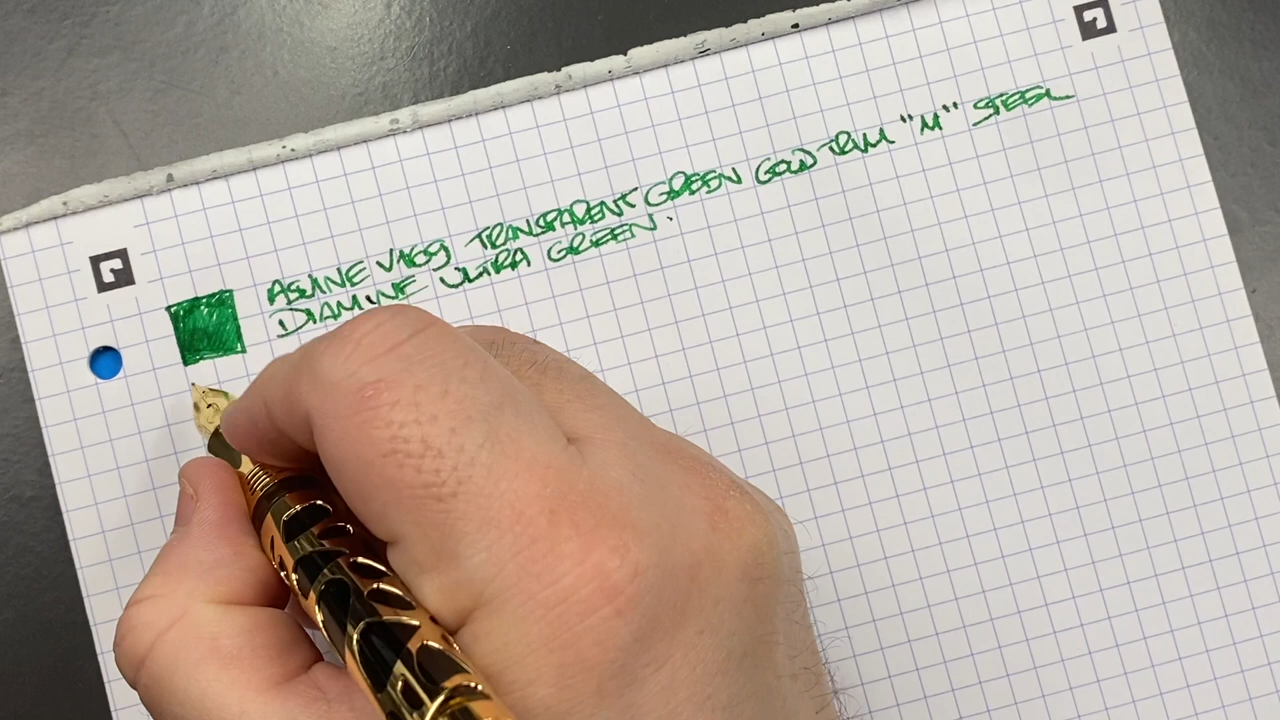 ASVINE V169 TRANSPARENT GREEN GOLD TRIM "M" STEEL
DIAMINE ULTRA GREEN.